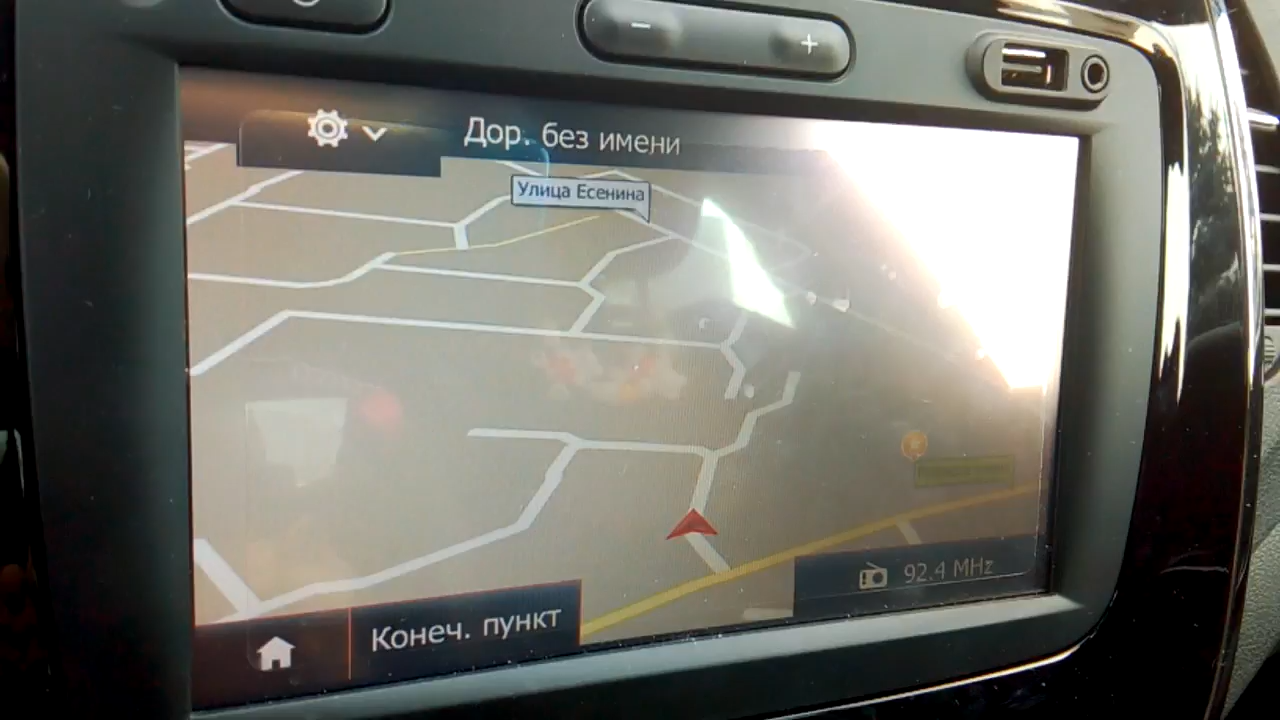 Дор. без имени
Улица Есенина
92.4 MHz
Конеч. пункт